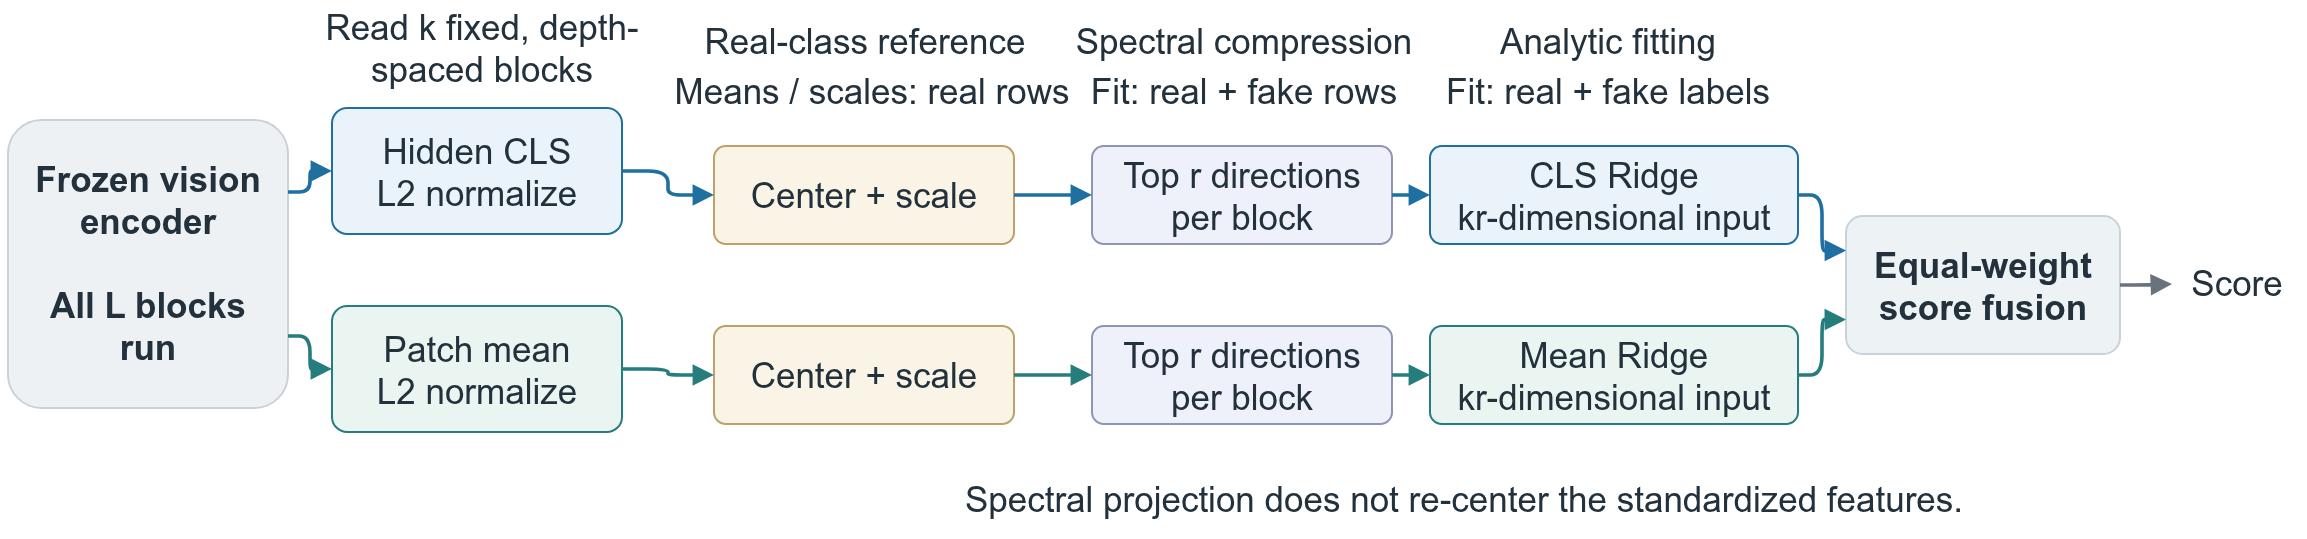 Read k fixed, depth-
spaced blocks
Real-class reference
Means / scales: real rows
Spectral compression
Fit: real + fake rows
Analytic fitting
Fit: real + fake labels
Frozen vision
encoder
All L blocks
run
Hidden CLS
L2 normalize
Center + scale
Top r directions
per block
CLS Ridge
kr-dimensional input
Patch mean
L2 normalize
Center + scale
Top r directions
per block
Mean Ridge
kr-dimensional input
Equal-weight
score fusion
Score
Spectral projection does not re-center the standardized features.